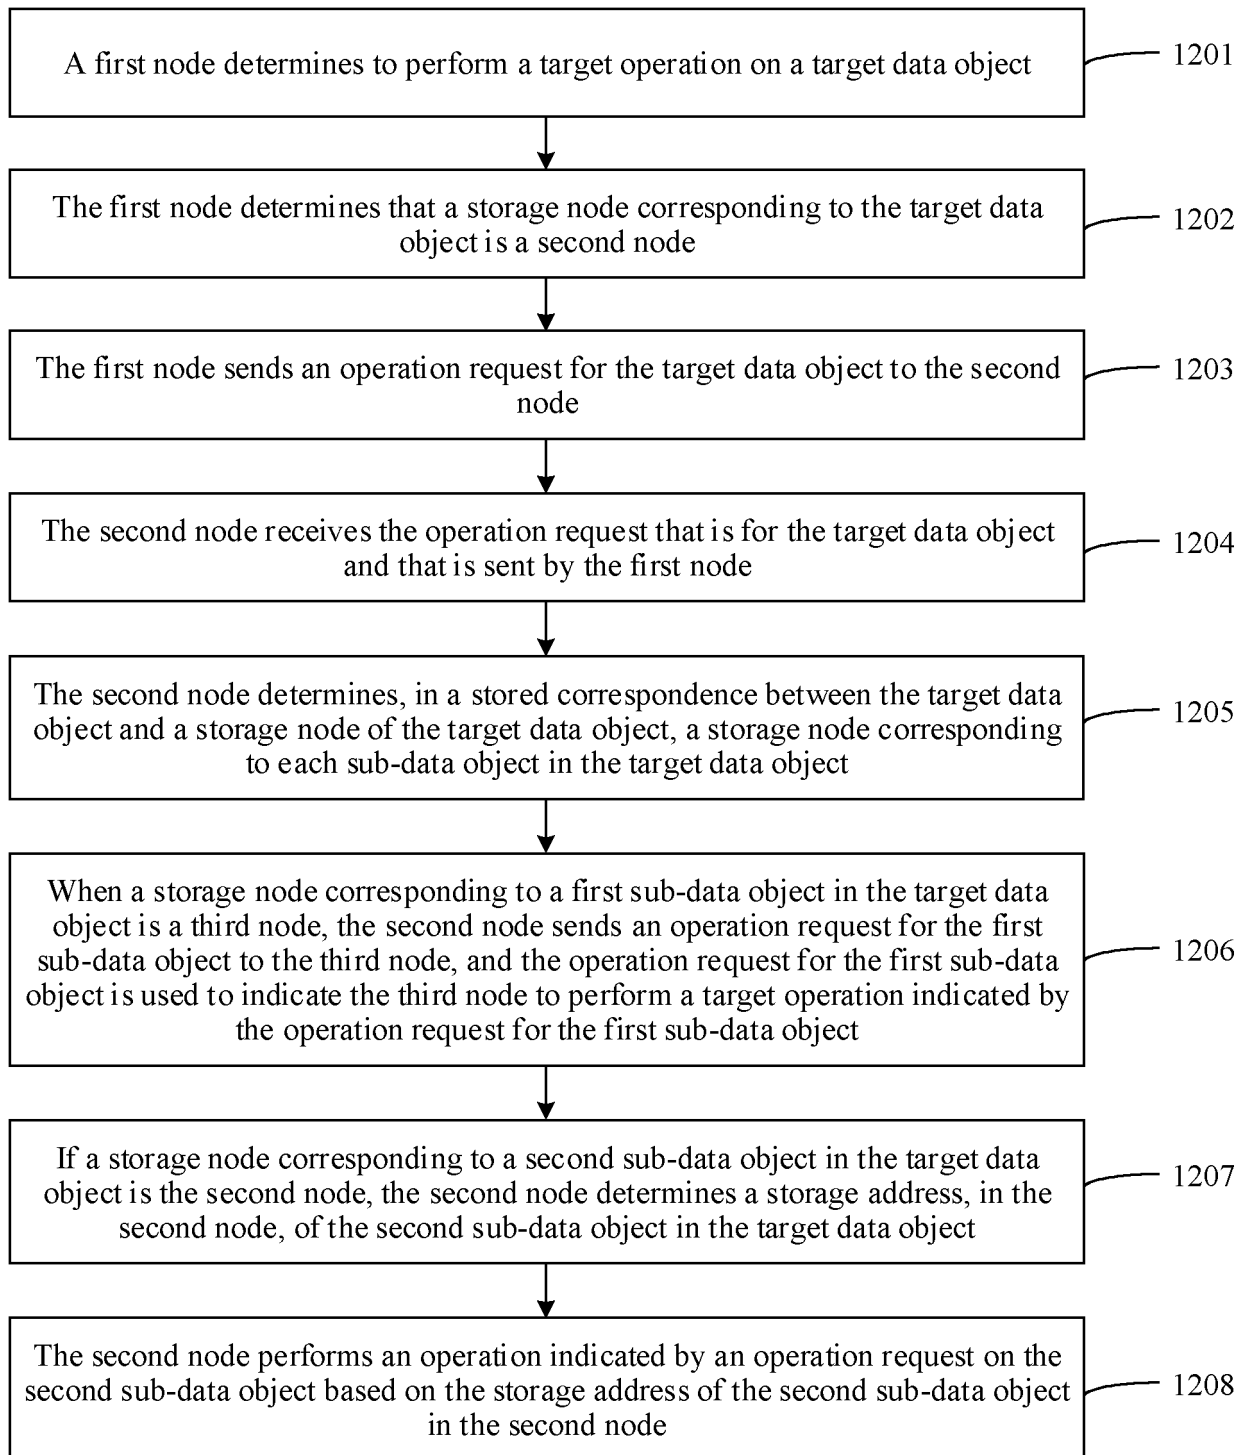 A first node determines to perform a target operation on a target data object
1201
The first node determines that a storage node corresponding to the target data
object is a second node
1202
The first node sends an operation request for the target data object to the second
node
1203
The second node receives the operation request that is for the target data object
and that is sent by the first node
1204
The second node determines, in a stored correspondence between the target data
object and a storage node of the target data object, a storage node corresponding
to each sub-data object in the target data object
1205
When a storage node corresponding to a first sub-data object in the target data
object is a third node, the second node sends an operation request for the first
sub-data object to the third node, and the operation request for the first sub-data
object is used to indicate the third node to perform a target operation indicated by
the operation request for the first sub-data object
1206
If a storage node corresponding to a second sub-data object in the target data
object is the second node, the second node determines a storage address, in the
second node, of the second sub-data object in the target data object
1207
The second node performs an operation indicated by an operation request on the
second sub-data object based on the storage address of the second sub-data object
in the second node
1208